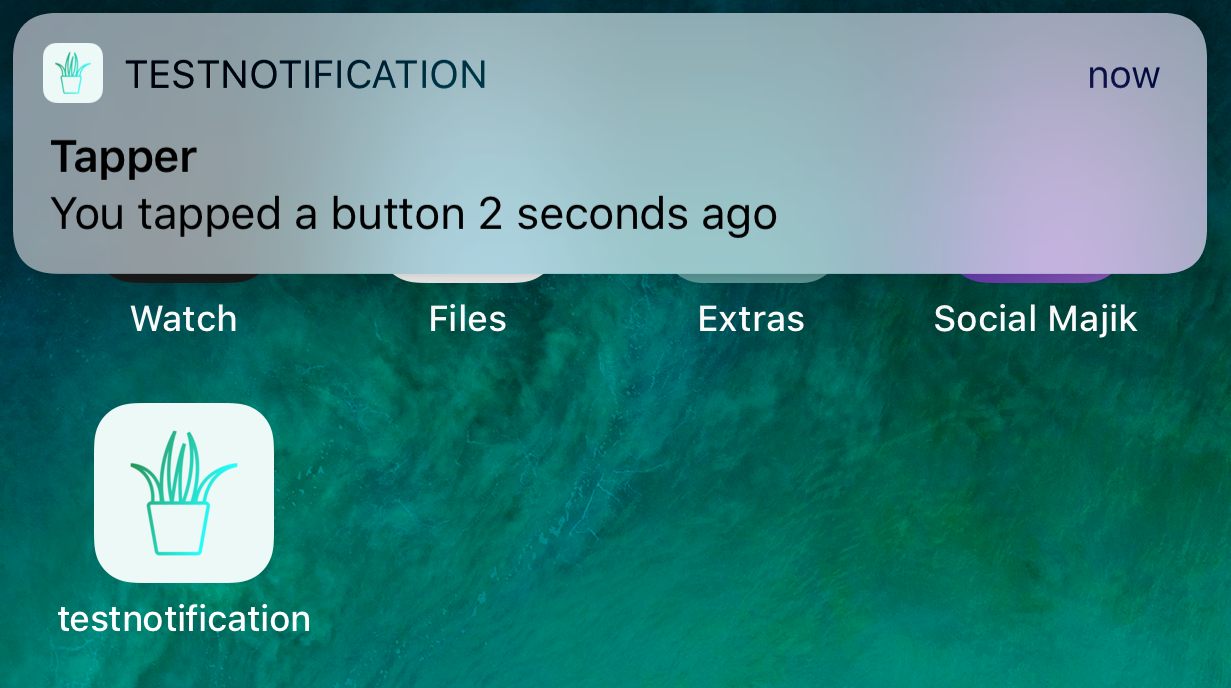 TESTNOTIFICATION now
Tapper
You tapped a button 2 seconds ago
Watch Files Extras Social Majik
testnotification